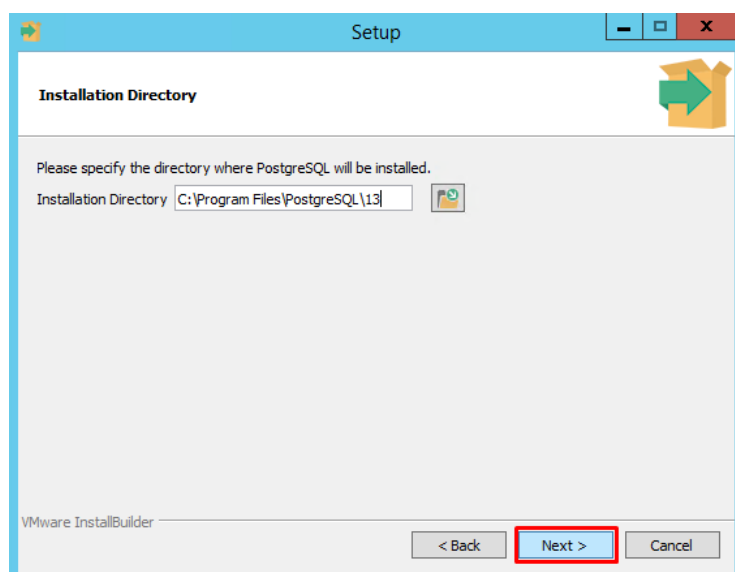 Setup
Installation Directory
Please specify the directory where PostgreSQL will be installed.
Installation Directory C:\Program Files\PostgreSQL\13
VMware InstallBuilder
< Back Next > Cancel